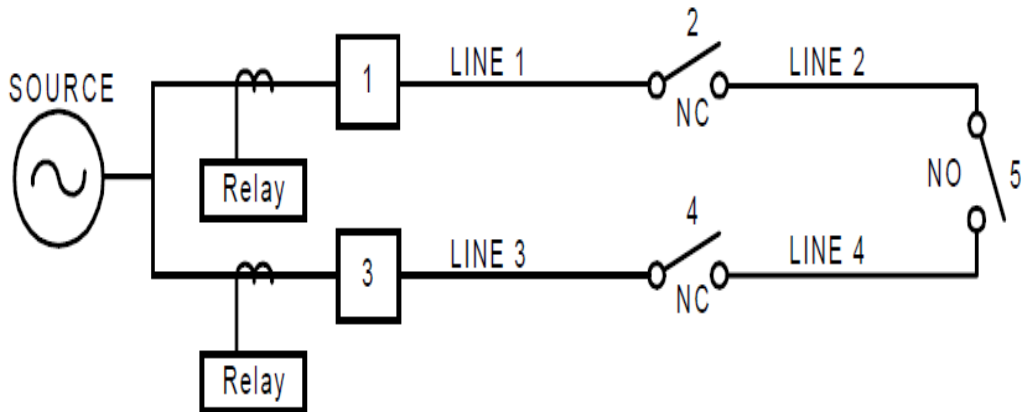 SOURCE
1
LINE 1
2
NC
LINE 2
Relay
NO
5
3
LINE 3
4
NC
LINE 4
Relay